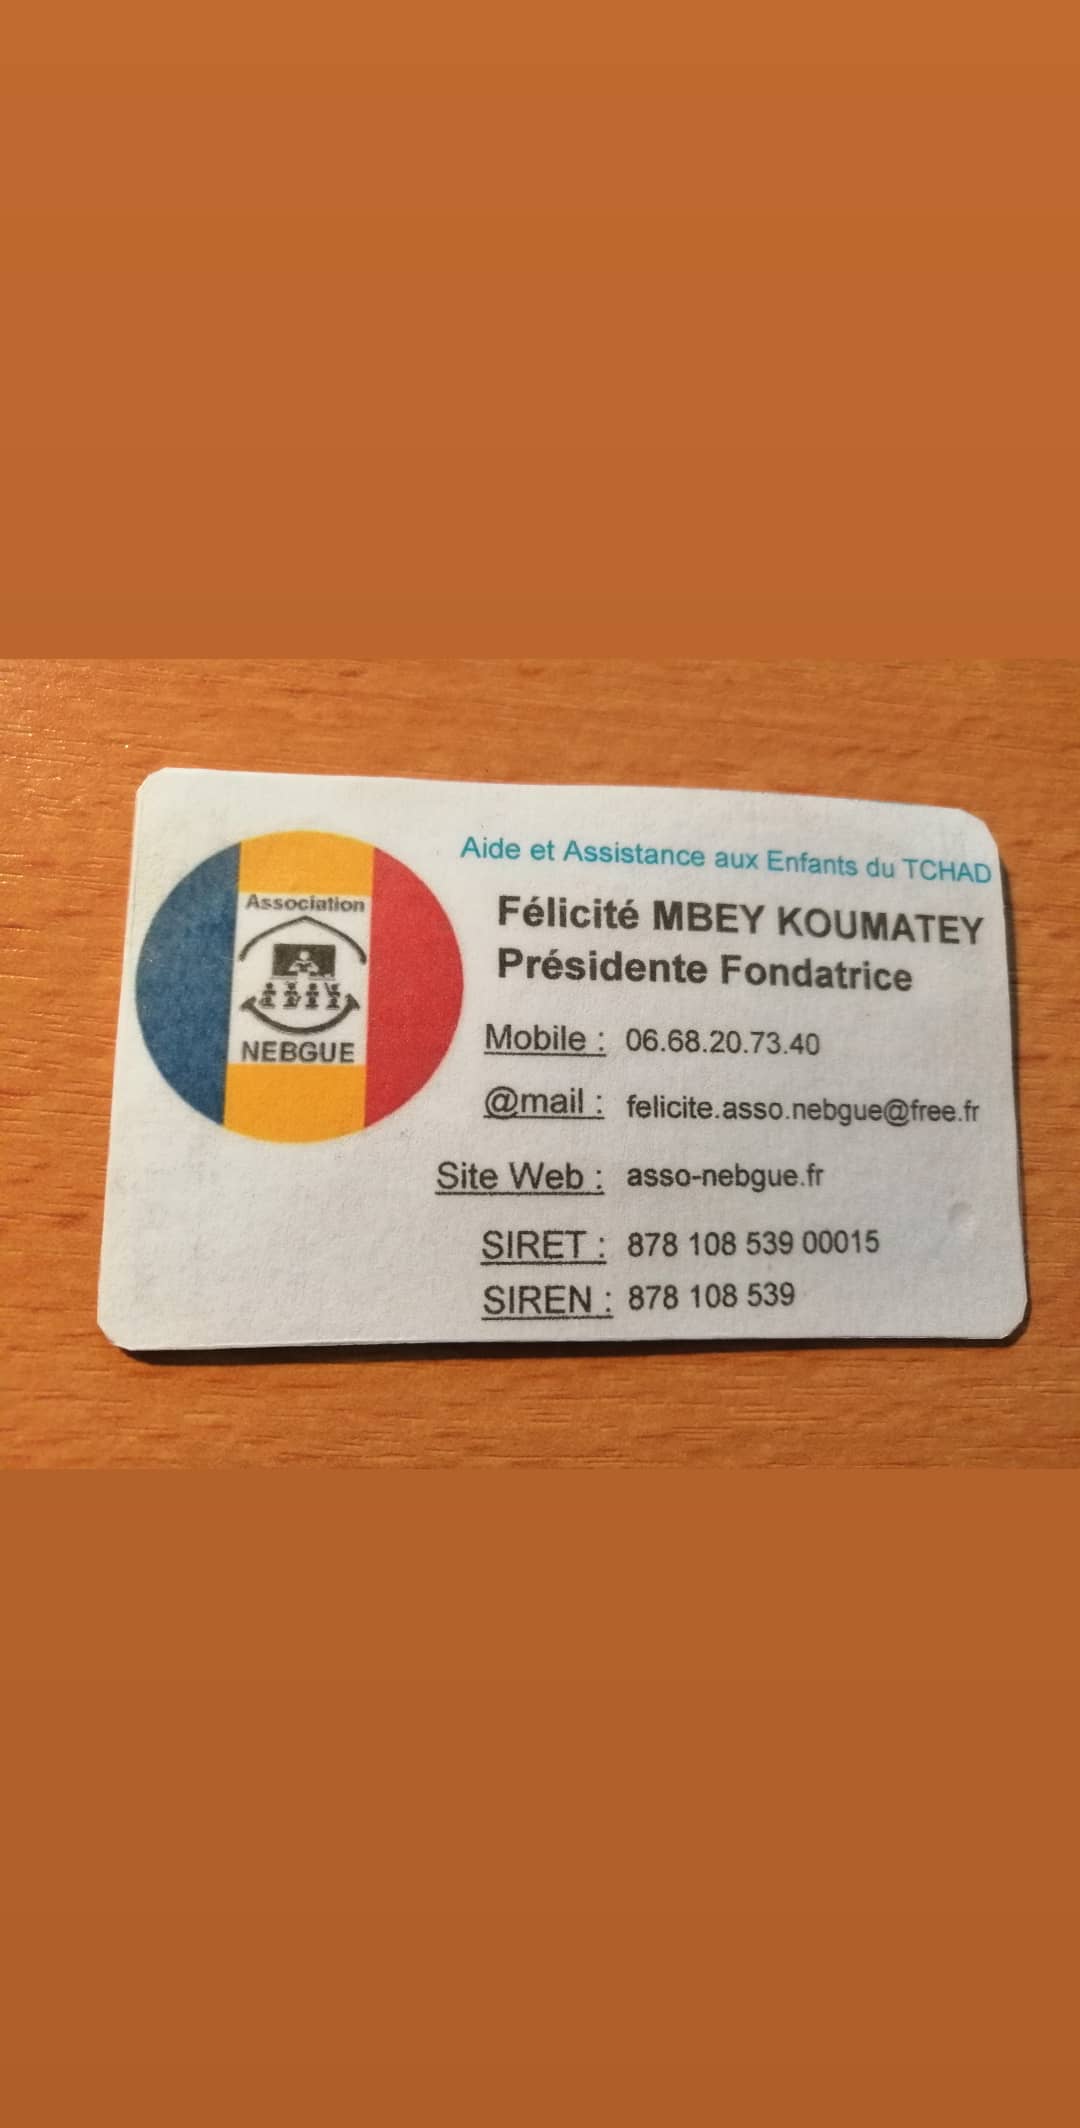 Association
NEBGUE
Aide et Assistance aux Enfants du TCHAD
Félicité MBEY KOUMATEY
Présidente Fondatrice
Mobile : 06.68.20.73.40
@mail : felicite.asso.nebgue@free.fr
Site Web : asso-nebgue.fr
SIRET : 878 108 539 00015
SIREN : 878 108 539